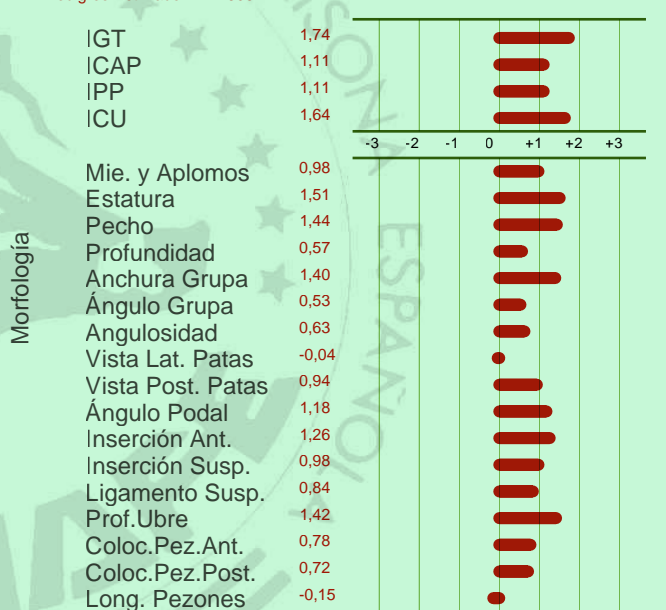 IGT 1,74
ICAP 1,11
IPP 1,11
ICU 1,64
-3 -2 -1 0 +1 +2 +3
Morfología
Mie. y Aplomos 0,98
Estatura 1,51
Pecho 1,44
Profundidad 0,57
Anchura Grupa 1,40
Ángulo Grupa 0,53
Angulosidad 0,63
Vista Lat. Patas -0,04
Vista Post. Patas 0,94
Ángulo Podal 1,18
Inserción Ant. 1,26
Inserción Susp. 0,98
Ligamento Susp. 0,84
Prof.Ubre 1,42
Coloc.Pez.Ant. 0,78
Coloc.Pez.Post. 0,72
Long. Pezones -0,15
ESPAÑOLA